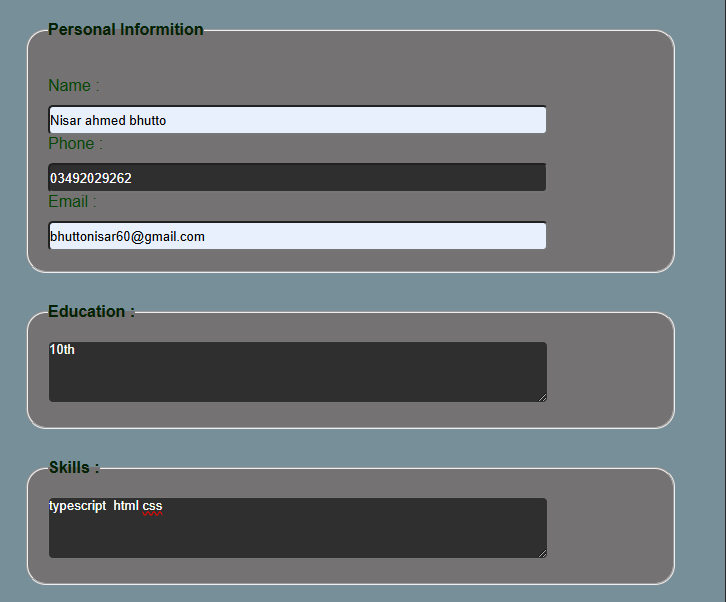 Personal Informition
Name :
Nisar ahmed bhutto
Phone :
03492029262
Email :
bhuttonisar60@gmail.com
Education :
10th
Skills :
typescript  html css